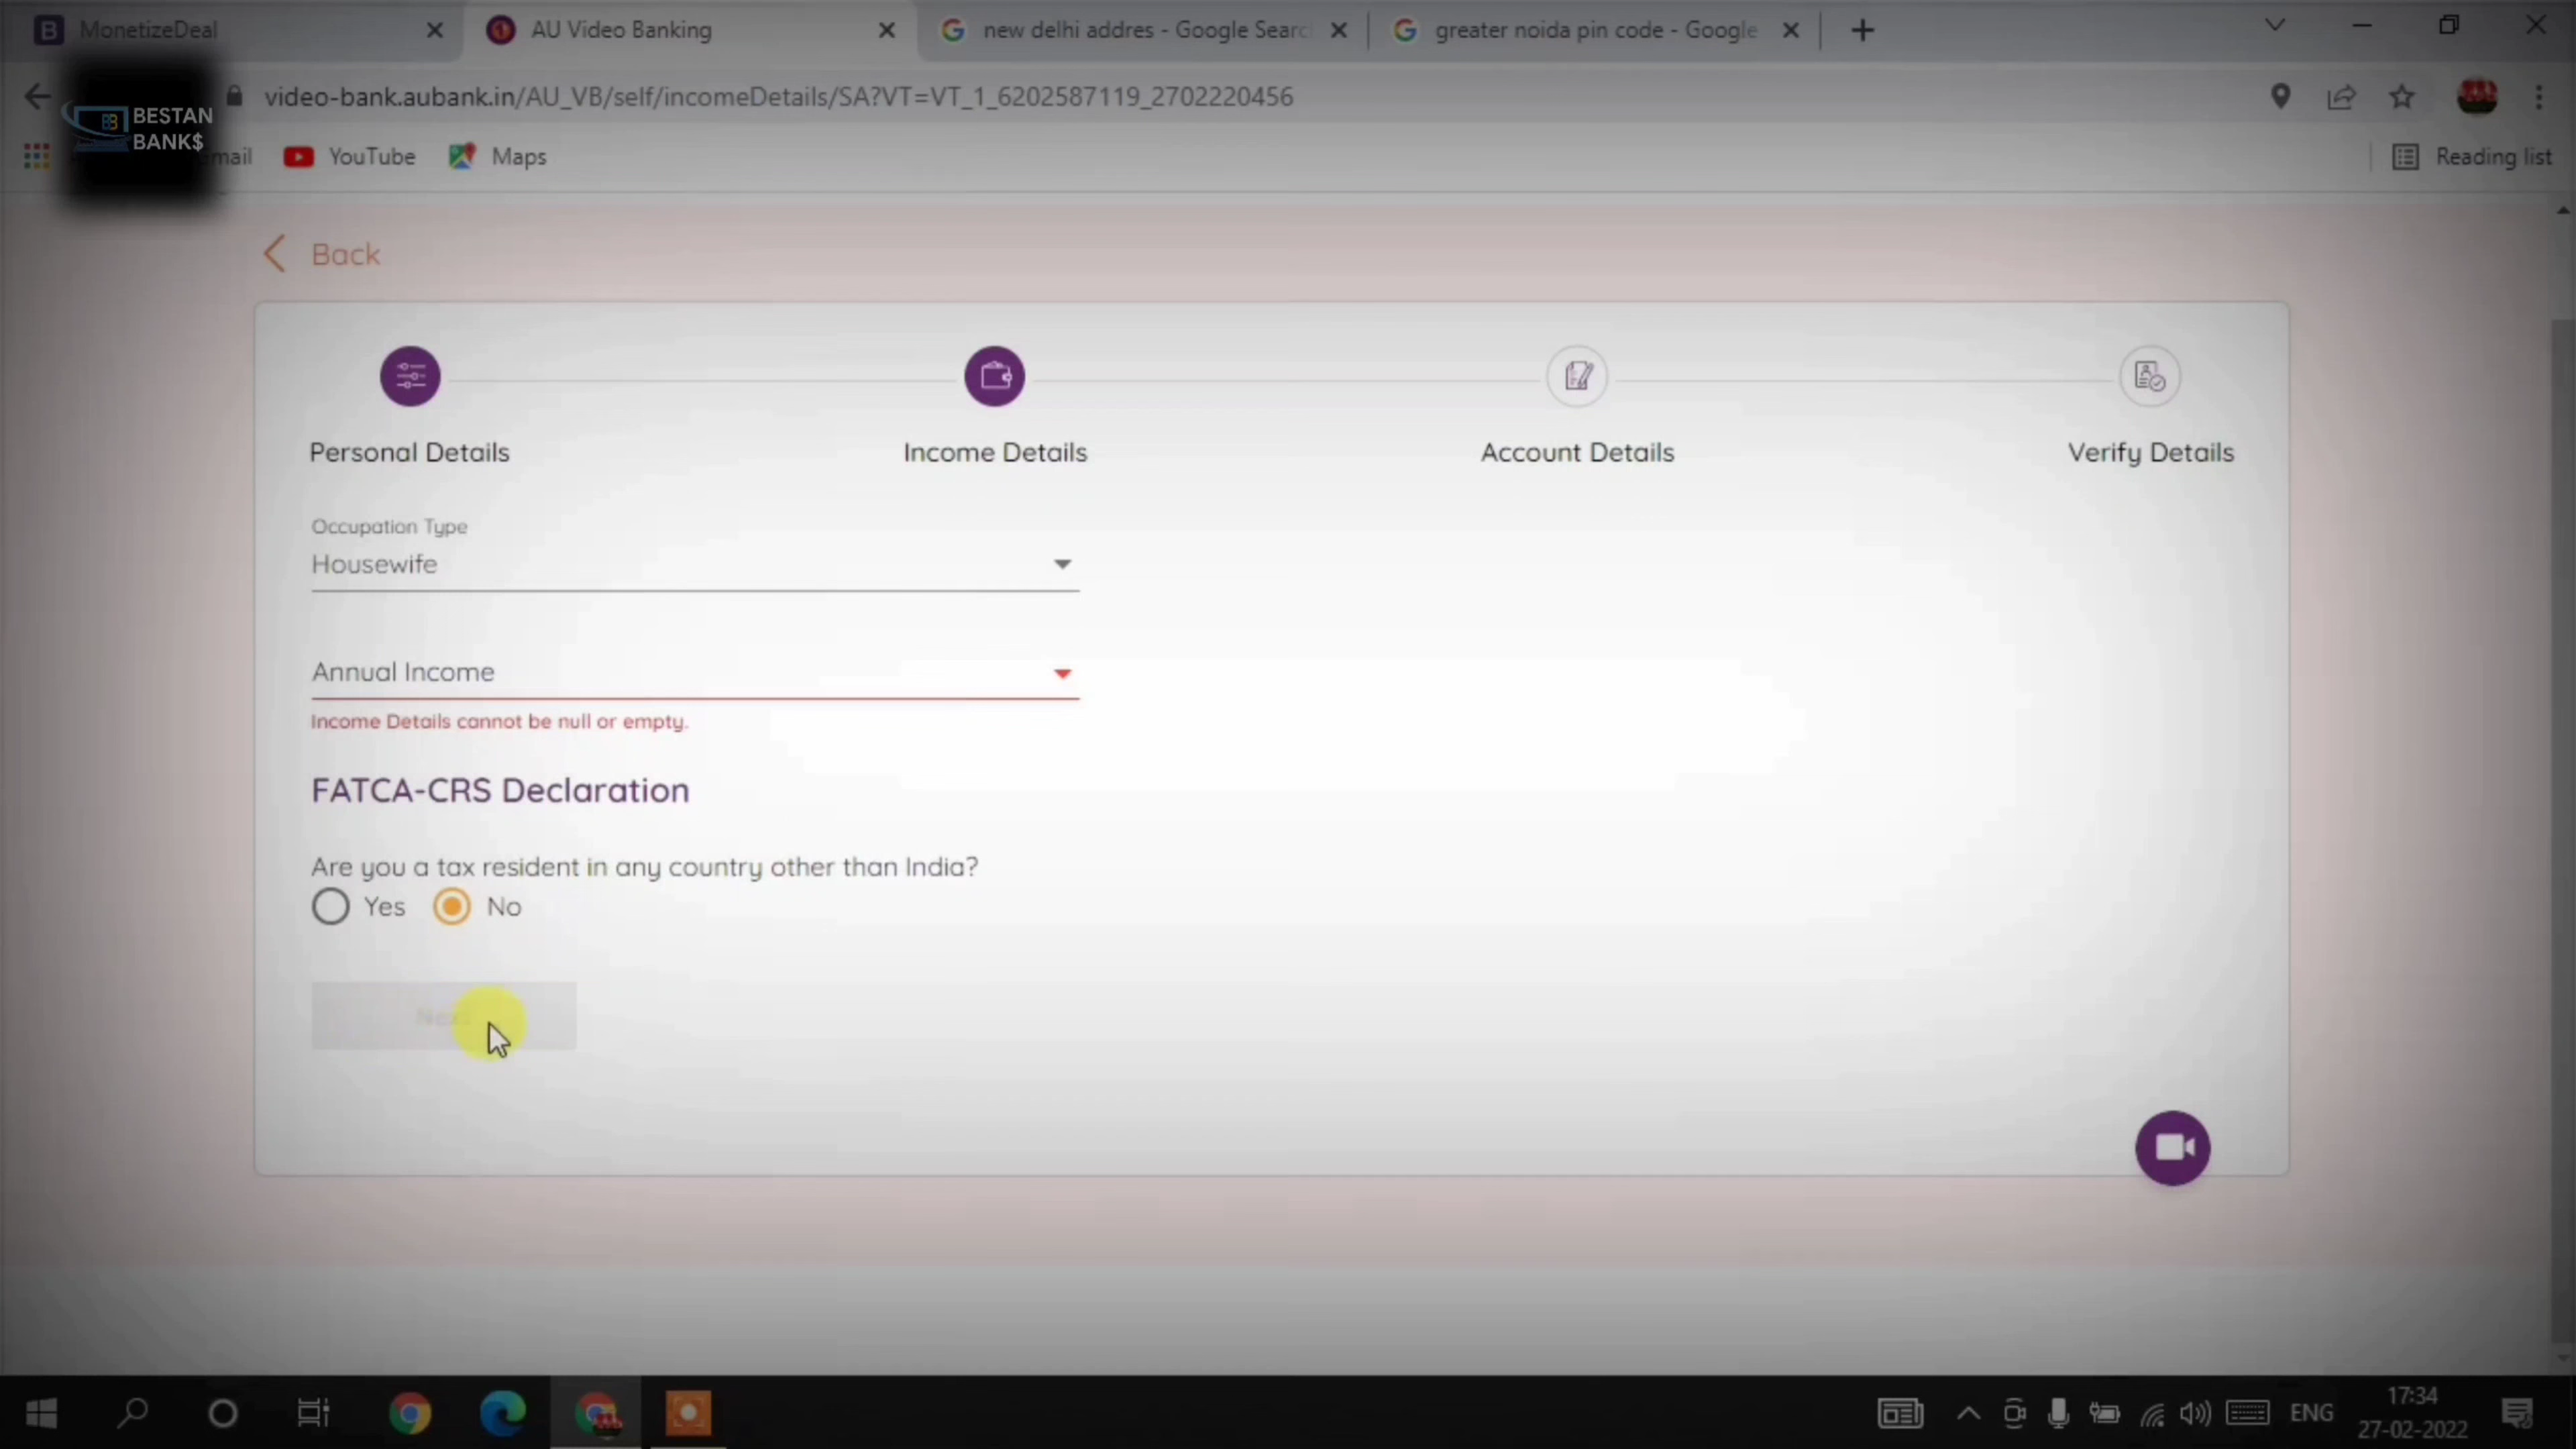 MonetizeDeal
AU Video Banking
new delhi addres - Google Searc
greater noida pin code - Google
video-bank.aubank.in/AU_VB/self/incomeDetails/SA?VT=VT_1_6202587119_2702220456
BESTAN
BANK$
YouTube
Maps
Reading list
Back
Personal Details
Income Details
Account Details
Verify Details
Occupation Type
Housewife
Annual Income
Income Details cannot be null or empty.
FATCA-CRS Declaration
Are you a tax resident in any country other than India?
Yes
No
ENG
17:34
27-02-2022